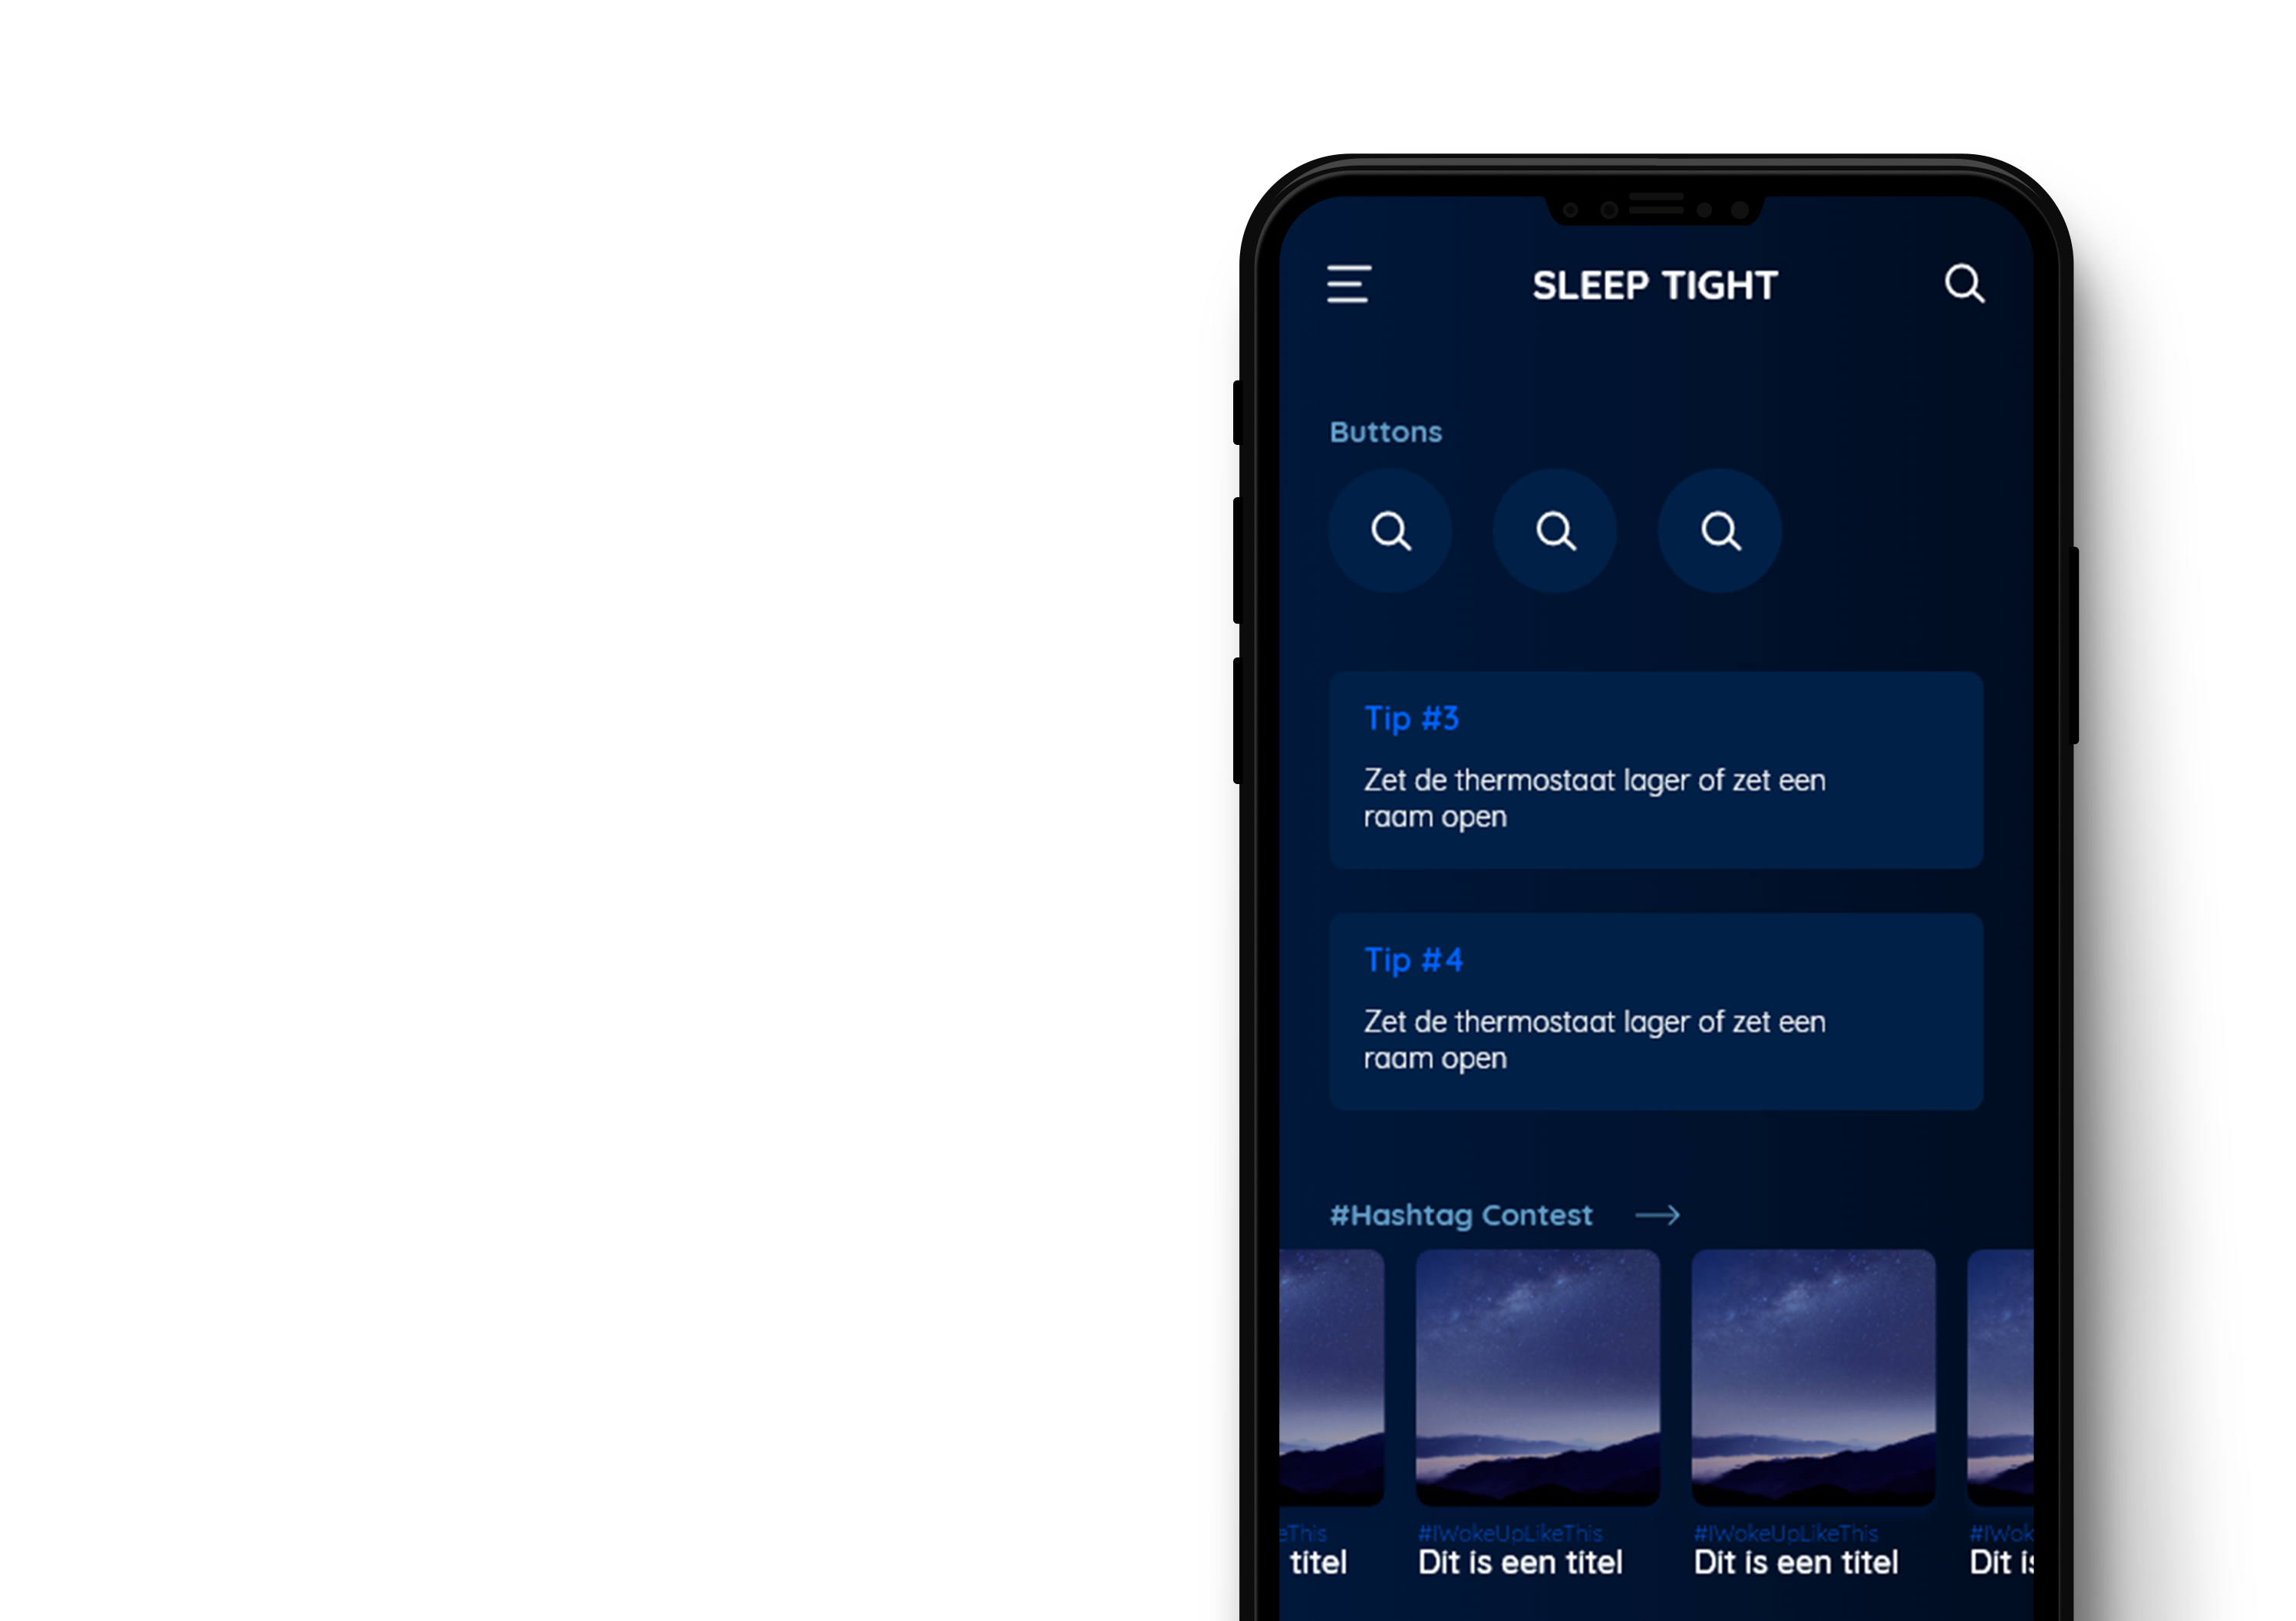 SLEEP TIGHT
Buttons
Tip #3
Zet de thermostaat lager of zet een
raam open
Tip #4
Zet de thermostaat lager of zet een
raam open
#Hashtag Contest
eThis #IWokeUpLikeThis #IWokeUpLikeThis #IWok
titel Dit is een titel Dit is een titel Dit is